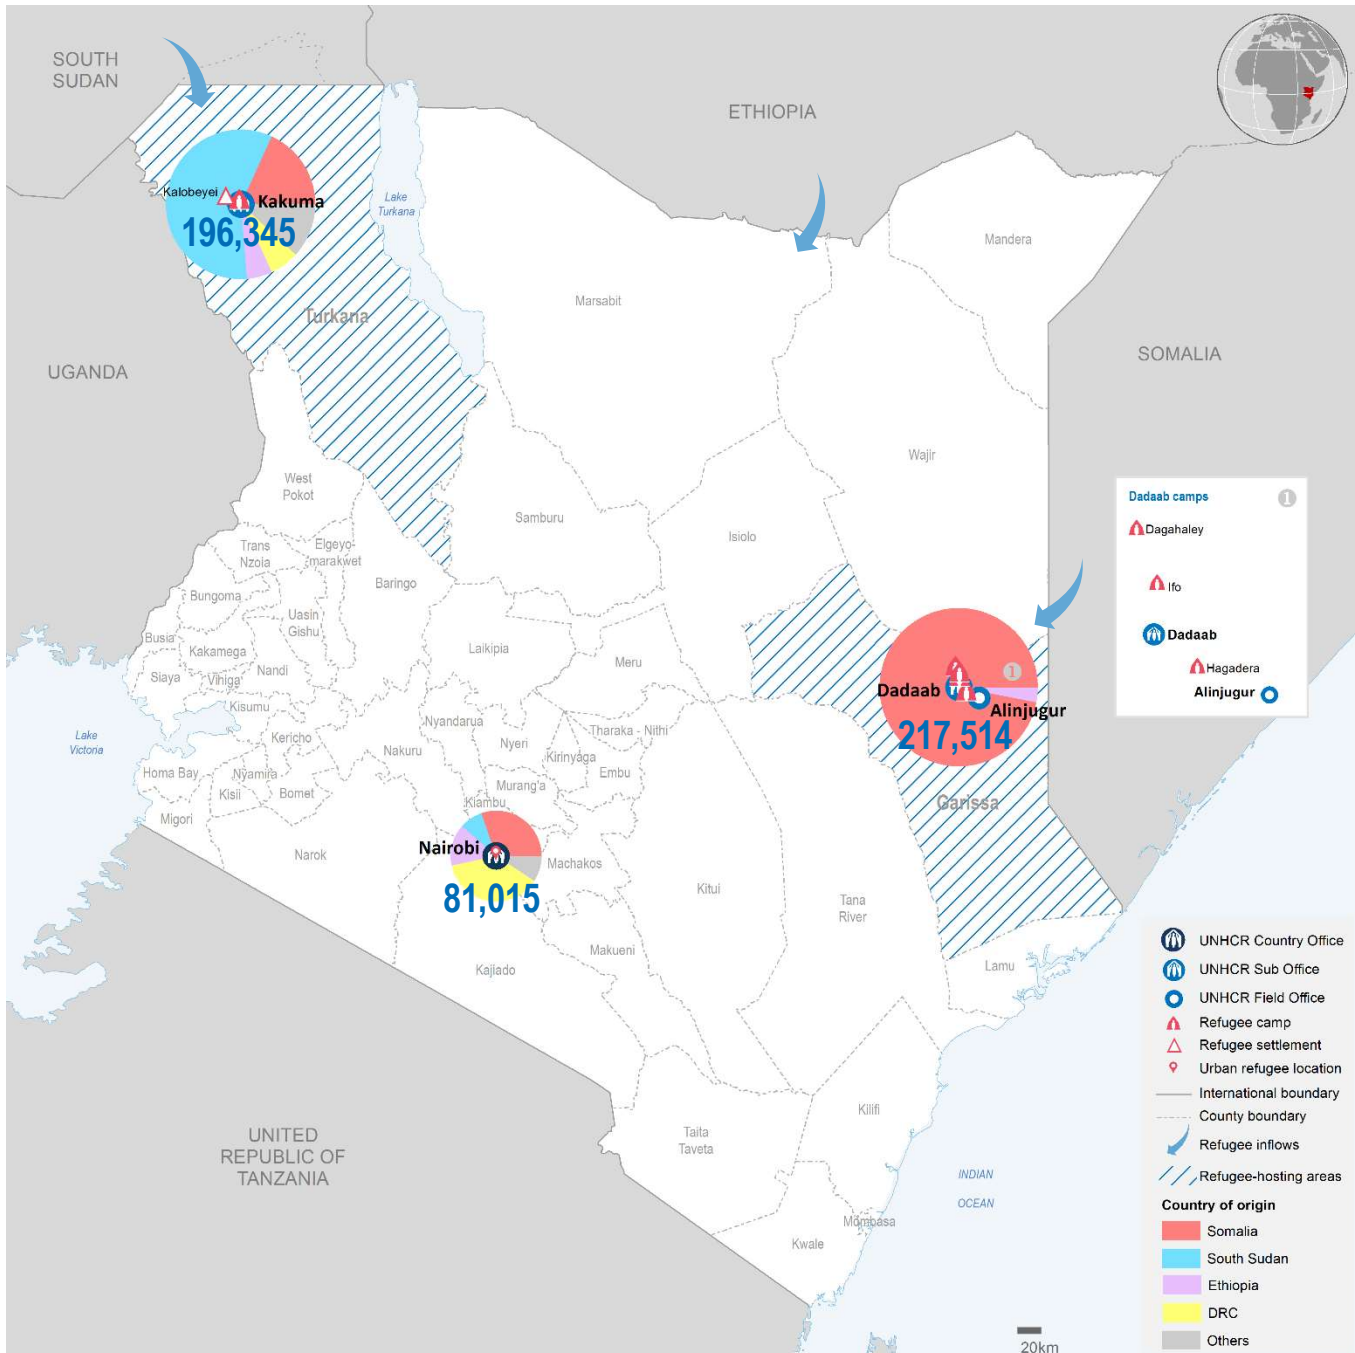 SOUTH
SUDAN
ETHIOPIA
Kalobeyei
Kakuma
196,345
Lake
Turkana
Mandera
Marsabit
Turkana
SOMALIA
UGANDA
Wajir
West
Pokot
Samburu
Isiolo
Trans
Nzoia
Elgeyo-
marakwet
Baringo
Bungoma
Uasin
Gishu
Busia
Kakamega
Laikipia
Meru
Siaya
Vihiga
Nandi
Kisumu
Lake
Victoria
Kericho
Nyandarua
Nyeri
Tharaka - Nithi
Kirinyaga
Embu
Nakuru
Homa Bay
Nyamira
Kisii
Bomet
Murang'a
Kiambu
Migori
Narok
Nairobi
81,015
Machakos
Kitui
Tana
River
Makueni
Kajiado
Lamu
1
Dadaab
Alinjugur
217,514
Garissa
Kilifi
Taita
Taveta
UNITED
REPUBLIC OF
TANZANIA
INDIAN
OCEAN
Mombasa
Kwale
Dadaab camps
1
Dagahaley
Ifo
Dadaab
Hagadera
Alinjugur
UNHCR Country Office
UNHCR Sub Office
UNHCR Field Office
Refugee camp
Refugee settlement
Urban refugee location
International boundary
County boundary
Refugee inflows
Refugee-hosting areas
Country of origin
Somalia
South Sudan
Ethiopia
DRC
Others
20km